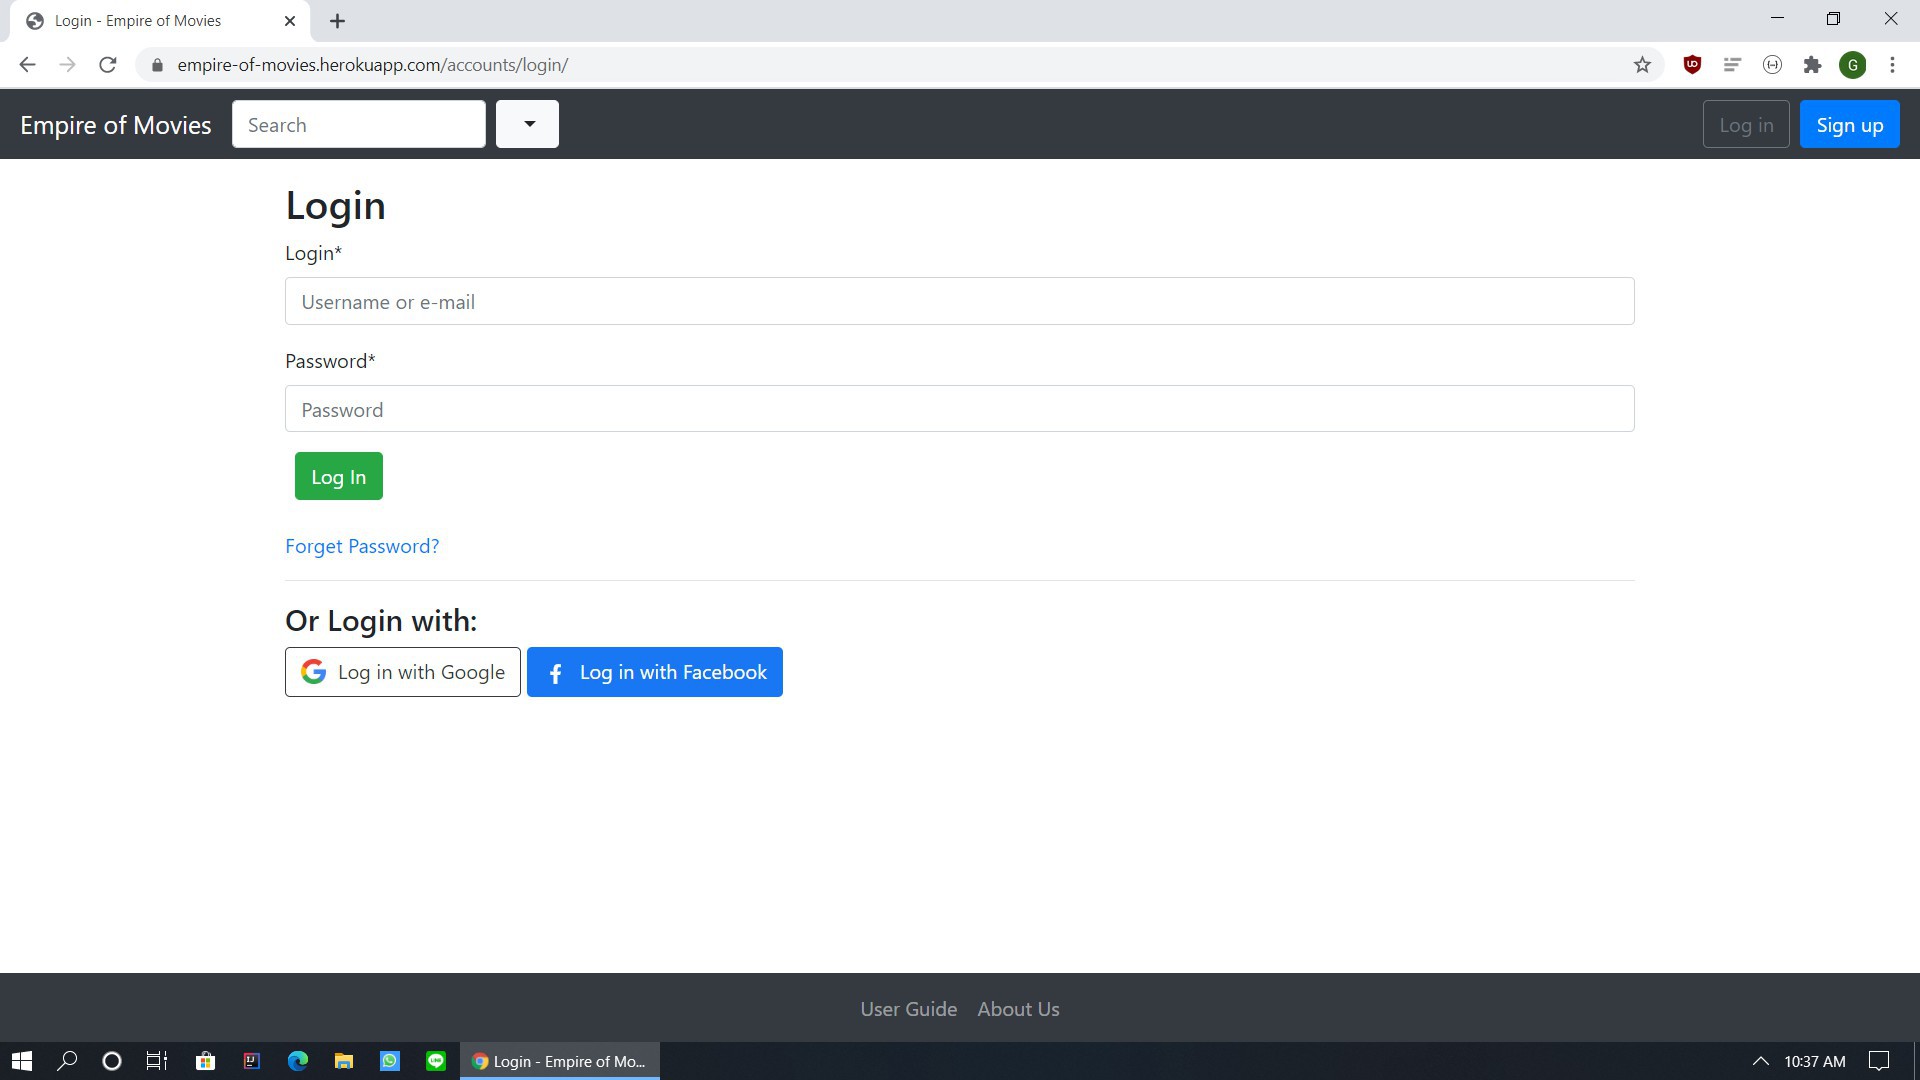 Login - Empire of Movies
empire-of-movies.herokuapp.com/accounts/login/
G
Empire of Movies
Search
Log in
Sign up
Login
Login*
Username or e-mail
Password*
Password
Log In
Forget Password?
Or Login with:
Log in with Google
Log in with Facebook
User Guide
About Us
Login - Empire of Mo...
10:37 AM